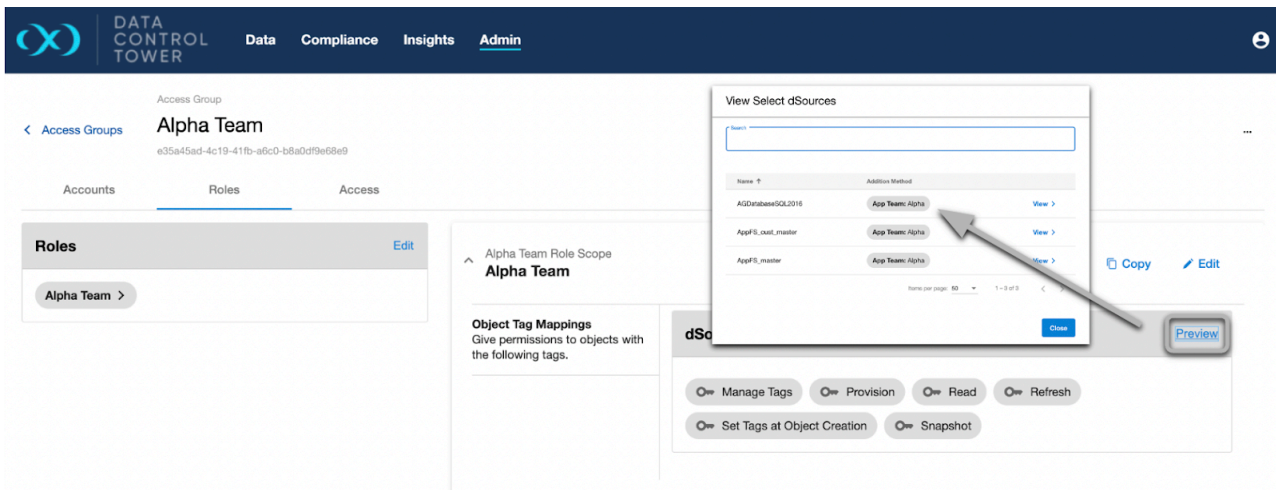 DATA
CONTROL
TOWER
Data Compliance Insights Admin
Access Group
Access Groups
Alpha Team
e35a45ad-4c19-41fb-a6c0-b8a0df9e68e9
...
Accounts Roles Access
Roles Edit
Alpha Team
Alpha Team Role Scope
Alpha Team
Copy Edit
Object Tag Mappings
Give permissions to objects with
the following tags.
dSo
Preview
Manage Tags Provision Read Refresh
Set Tags at Object Creation Snapshot
View Select dSources
Search
Name Addition Method
AGDatabaseSQL2016 App Team: Alpha View
AppFS_cust_master App Team: Alpha View
AppFS_master App Team: Alpha View
Items per page: 50 1 – 3 of 3
Close